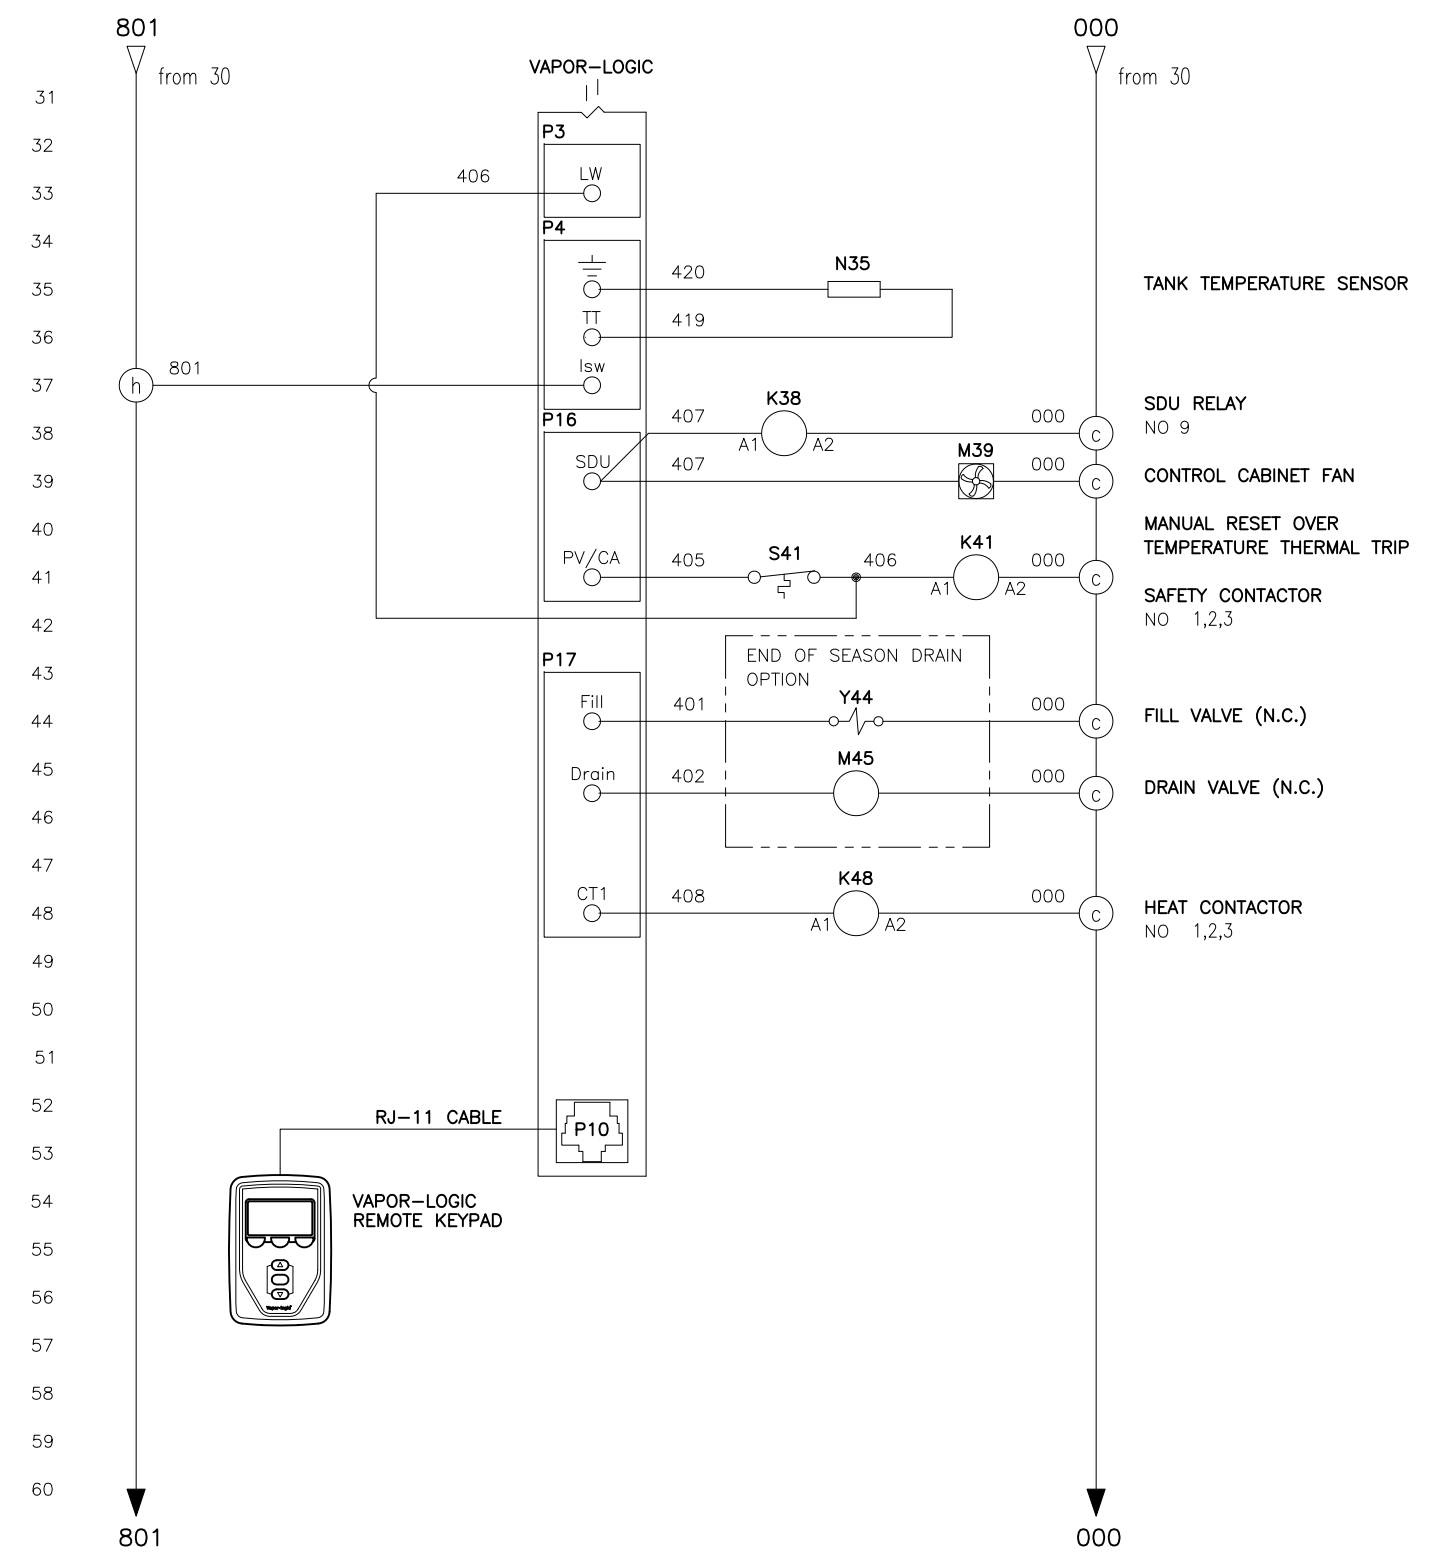 801 000
from 30 from 30
VAPOR-LOGIC
31
P3
32
LW
406
33
P4
34
420 N35
35 TANK TEMPERATURE SENSOR
TT 419
36
Isw
801
37 h
K38 SDU RELAY
P16 407 000
NO 9
38 A1 A2 c
M39
SDU 407 000
39 c CONTROL CABINET FAN
40 MANUAL RESET OVER
S41 K41 TEMPERATURE THERMAL TRIP
PV/CA 405 406 000
41 A1 A2 c
SAFETY CONTACTOR
42 NO 1,2,3
END OF SEASON DRAIN
P17
43 OPTION
Fill 401 Y44 000
44 c FILL VALVE (N.C.)
M45
45
Drain 402 000
c DRAIN VALVE (N.C.)
46
47
K48
CT1 408 000
48 A1 A2 c HEAT CONTACTOR
NO 1,2,3
49
50
51
52
RJ-11 CABLE P10
53
54 VAPOR-LOGIC
REMOTE KEYPAD
55
56
Vapor-logic
57
58
59
60
801 000